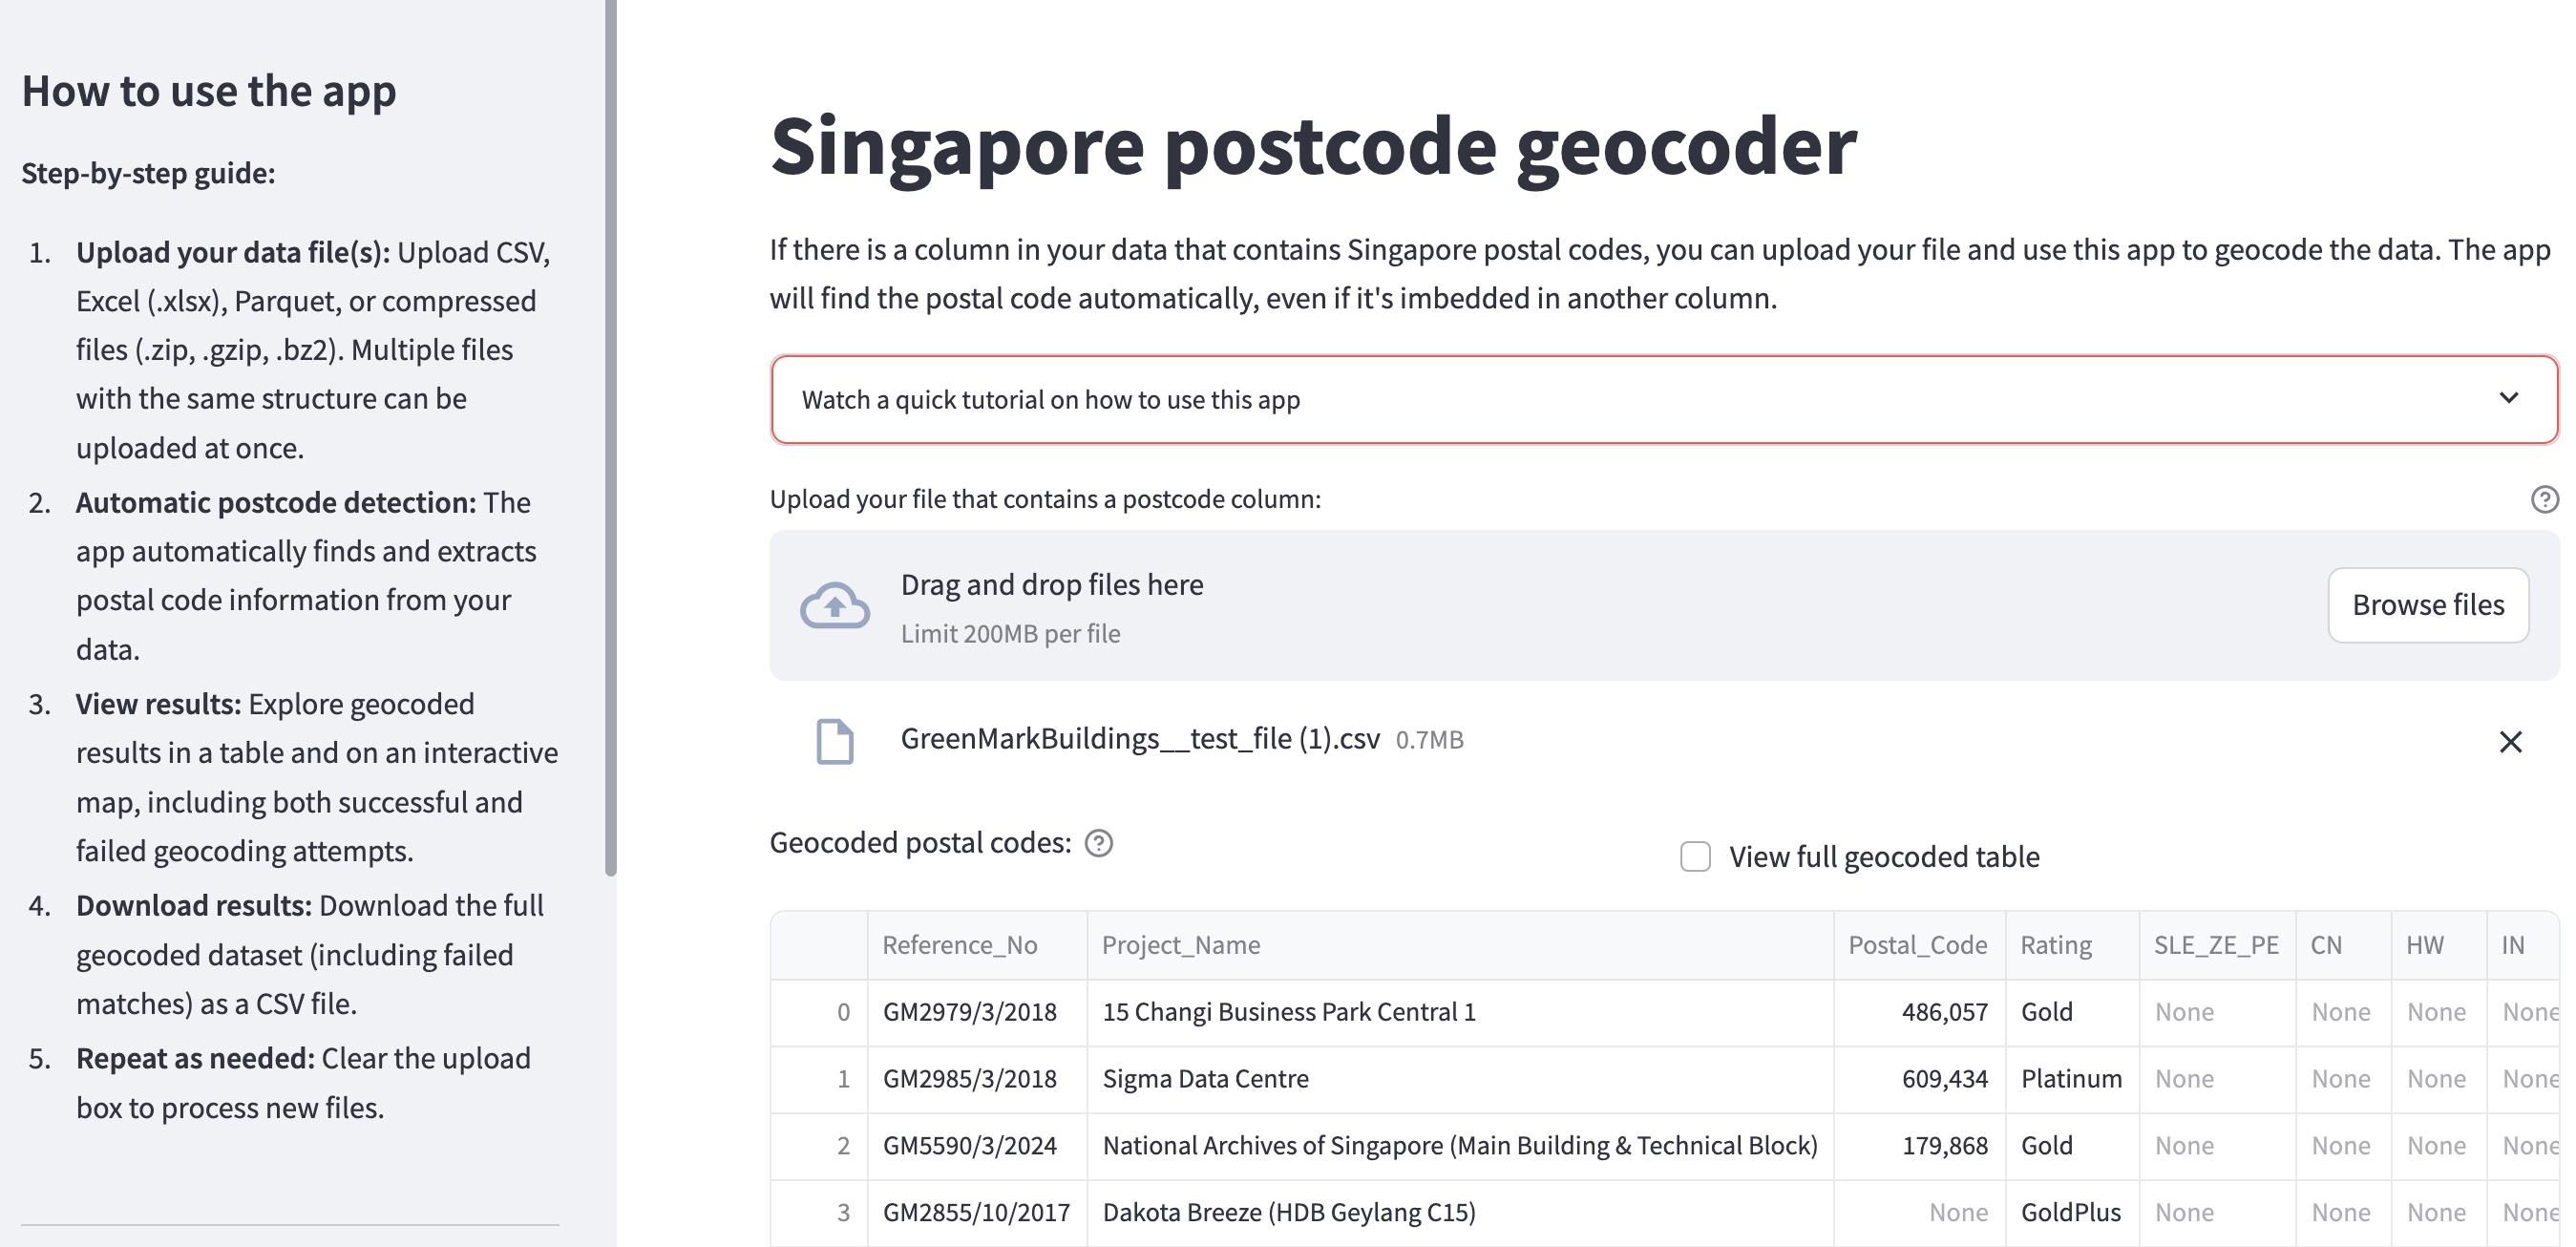 How to use the app
Step-by-step guide:
1. Upload your data file(s): Upload CSV,
Excel (.xlsx), Parquet, or compressed
files (.zip, .gzip, .bz2). Multiple files
with the same structure can be
uploaded at once.
2. Automatic postcode detection: The
app automatically finds and extracts
postal code information from your
data.
3. View results: Explore geocoded
results in a table and on an interactive
map, including both successful and
failed geocoding attempts.
4. Download results: Download the full
geocoded dataset (including failed
matches) as a CSV file.
5. Repeat as needed: Clear the upload
box to process new files.
Singapore postcode geocoder
If there is a column in your data that contains Singapore postal codes, you can upload your file and use this app to geocode the data. The app
will find the postal code automatically, even if it's imbedded in another column.
Watch a quick tutorial on how to use this app
Upload your file that contains a postcode column:
Drag and drop files here
Limit 200MB per file
Browse files
GreenMarkBuildings__test_file (1).csv 0.7MB
Geocoded postal codes:
View full geocoded table
Reference_No Project_Name Postal_Code Rating SLE_ZE_PE CN HW IN
0 GM2979/3/2018 15 Changi Business Park Central 1 486,057 Gold None None None None
1 GM2985/3/2018 Sigma Data Centre 609,434 Platinum None None None None
2 GM5590/3/2024 National Archives of Singapore (Main Building & Technical Block) 179,868 Gold None None None None
3 GM2855/10/2017 Dakota Breeze (HDB Geylang C15) None GoldPlus None None None None